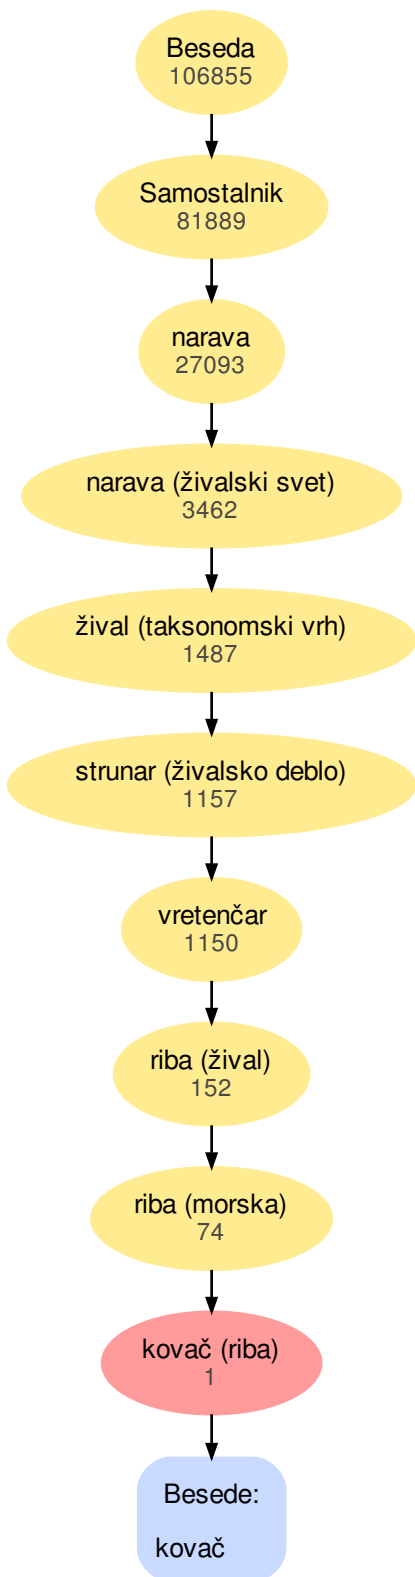 Beseda
106855
Samostalnik
81889
narava
27093
narava (živalski svet)
3462
žival (taksonomski vrh)
1487
strunar (živalsko deblo)
1157
vretenčar
1150
riba (žival)
152
riba (morska)
74
kovač (riba)
1
Besede:
kovač